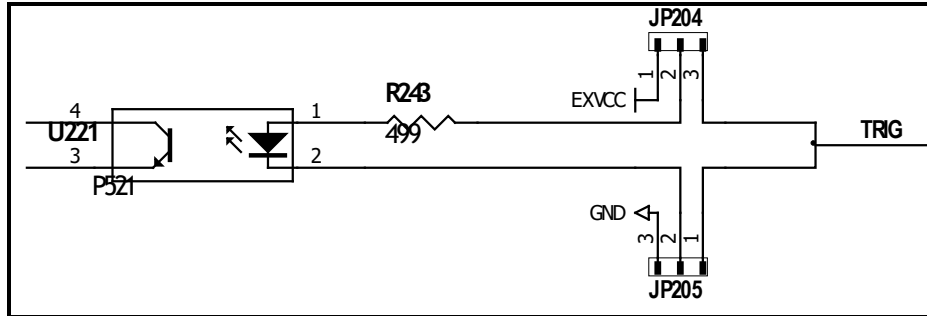 JP204
1 2 3
EXVCC
R243
499
4
1
U221
TRIG
3
2
P521
GND
3 2 1
JP205